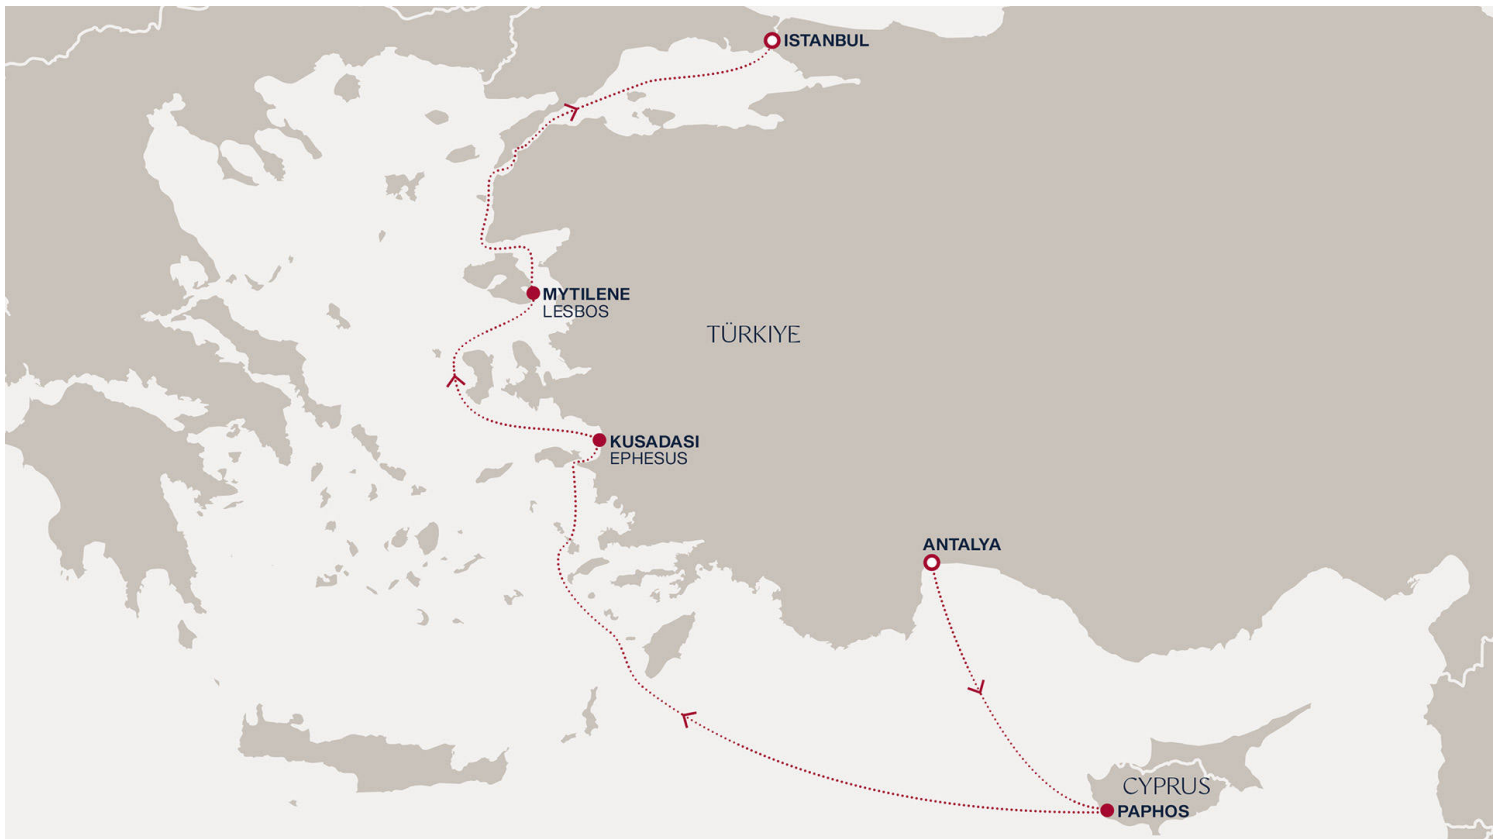 ISTANBUL
MYTILENE
LESBOS
TÜRKIYE
KUSADASI
EPHESUS
ANTALYA
CYPRUS
PAPHOS